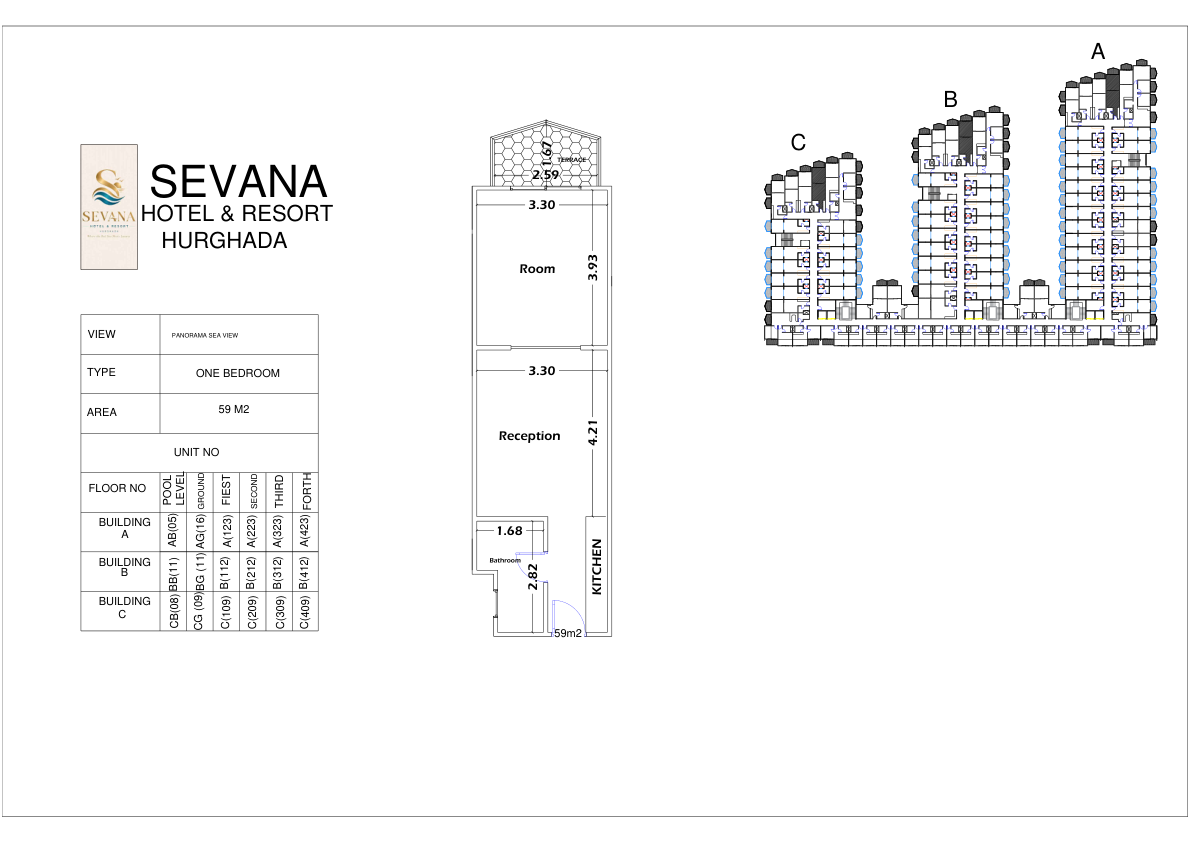 SEVANA
HOTEL & RESORT
HURGHADA
SEVANA
HOTEL & RESORT
HURGHADA
VIEW
PANORAMA SEA VIEW
TYPE
ONE BEDROOM
AREA
59 M2
UNIT NO
FLOOR NO
POOL LEVEL
GROUND
FIEST
SECOND
THIRD
FORTH
BUILDING A
AB(05)
AG(16)
A(123)
A(223)
A(323)
A(423)
BUILDING B
BB(11)
BG (11)
B(112)
B(212)
B(312)
B(412)
BUILDING C
CB(08)
CG (09)
C(109)
C(209)
C(309)
C(409)
1.67
TERRACE
2.59
3.30
Room
3.93
3.30
Reception
4.21
1.68
Bathroom
2.82
KITCHEN
59m2
A
B
C